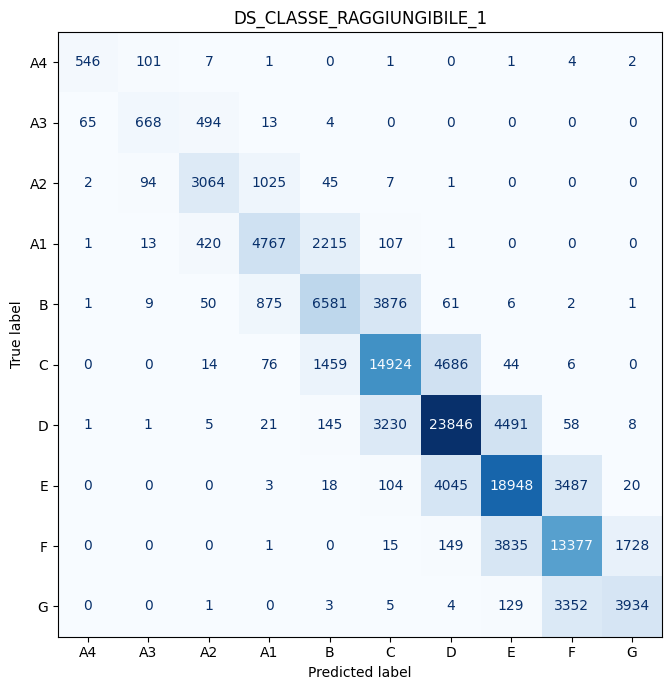 DS_CLASSE_RAGGIUNGIBILE_1
A4 546 101 7 1 0 1 0 1 4 2
A3 65 668 494 13 4 0 0 0 0 0
A2 2 94 3064 1025 45 7 1 0 0 0
A1 1 13 420 4767 2215 107 1 0 0 0
B 1 9 50 875 6581 3876 61 6 2 1
C 0 0 14 76 1459 14924 4686 44 6 0
D 1 1 5 21 145 3230 23846 4491 58 8
E 0 0 0 3 18 104 4045 18948 3487 20
F 0 0 0 1 0 15 149 3835 13377 1728
G 0 0 1 0 3 5 4 129 3352 3934
A4 A3 A2 A1 B C D E F G
Predicted label
True label